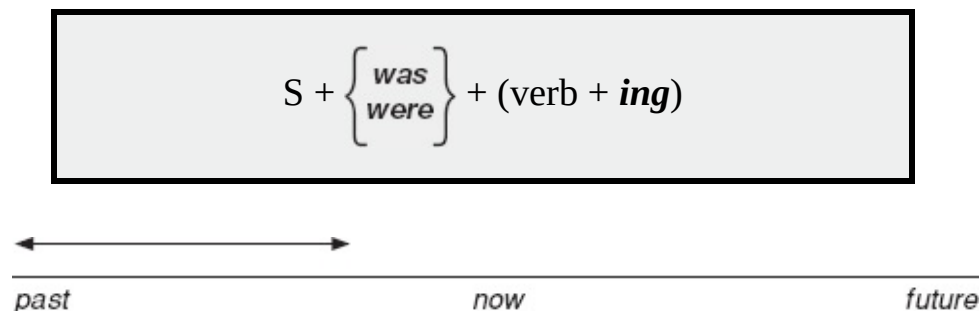 S + { was were } + (verb + ing)
past now future